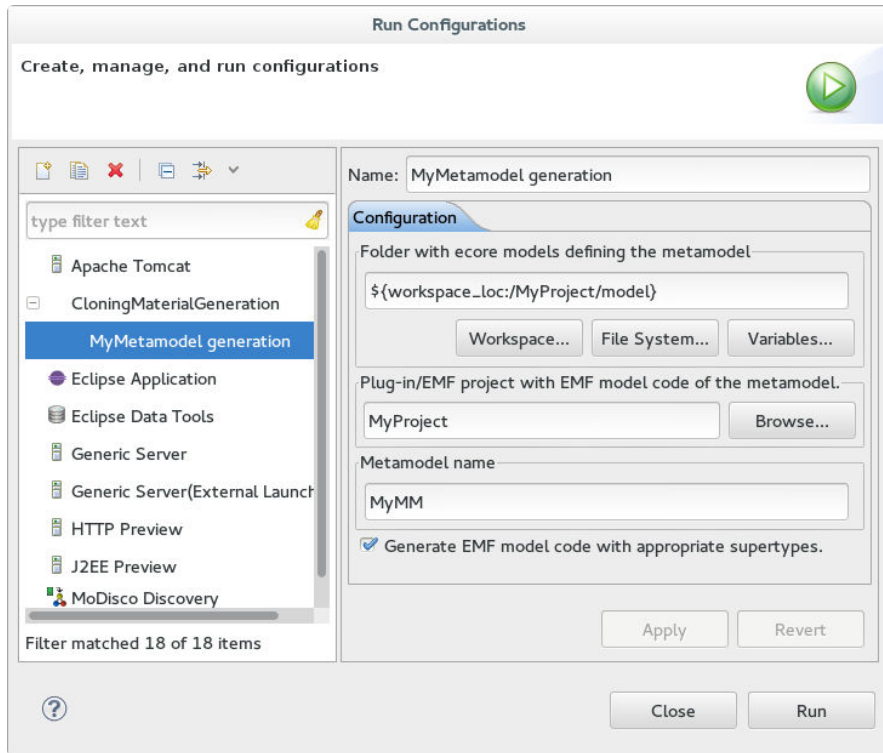 Run Configurations
Create, manage, and run configurations
type filter text
Apache Tomcat
CloningMaterialGeneration
MyMetamodel generation
Eclipse Application
Eclipse Data Tools
Generic Server
Generic Server(External Launch
HTTP Preview
J2EE Preview
MoDisco Discovery
Filter matched 18 of 18 items
Name: MyMetamodel generation
Configuration
Folder with ecore models defining the metamodel
${workspace_loc:/MyProject/model}
Workspace... File System... Variables...
Plug-in/EMF project with EMF model code of the metamodel.
MyProject Browse...
Metamodel name
MyMM
Generate EMF model code with appropriate supertypes.
Apply Revert
? Close Run